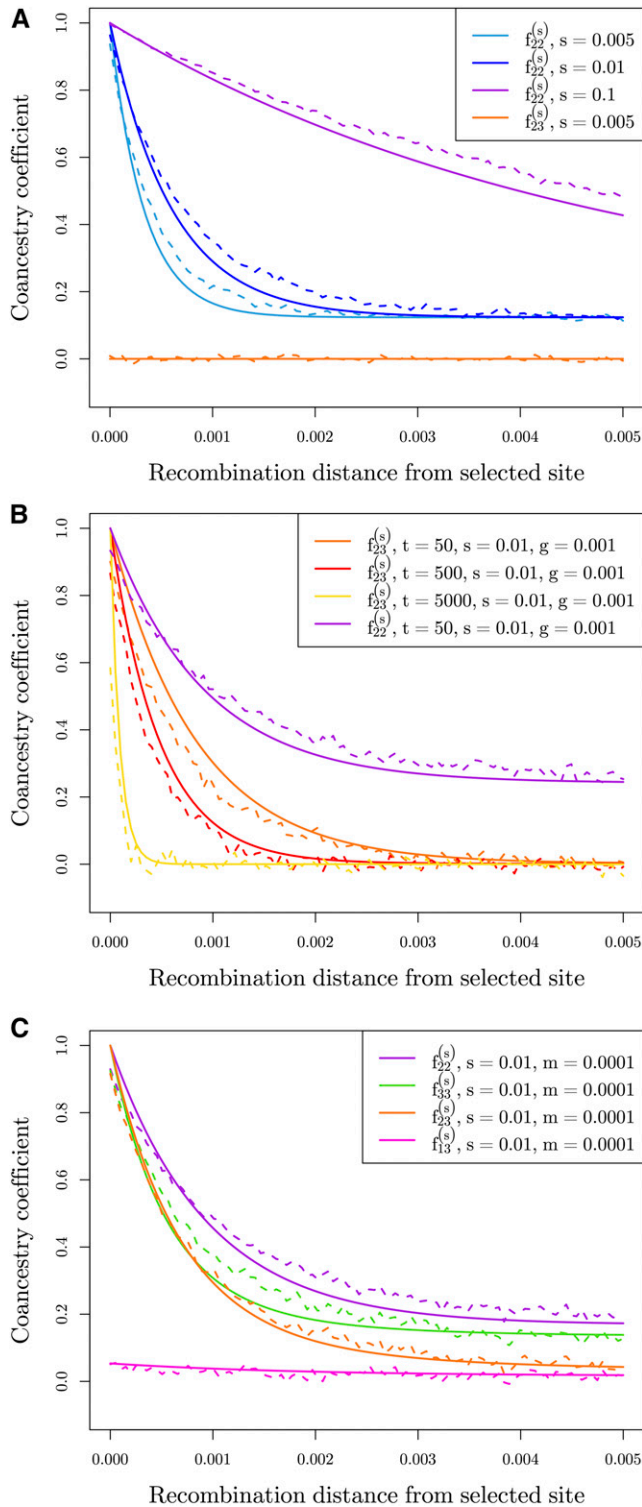 A
Coancestry coefficient
1.0
0.8
0.6
0.4
0.2
0.0
f22(s), s = 0.005
f22(s), s = 0.01
f22(s), s = 0.1
f23(s), s = 0.005
0.000 0.001 0.002 0.003 0.004 0.005
Recombination distance from selected site
B
Coancestry coefficient
1.0
0.8
0.6
0.4
0.2
0.0
f23(s), t = 50, s = 0.01, g = 0.001
f23(s), t = 500, s = 0.01, g = 0.001
f23(s), t = 5000, s = 0.01, g = 0.001
f22(s), t = 50, s = 0.01, g = 0.001
0.000 0.001 0.002 0.003 0.004 0.005
Recombination distance from selected site
C
Coancestry coefficient
1.0
0.8
0.6
0.4
0.2
0.0
f22(s), s = 0.01, m = 0.0001
f33(s), s = 0.01, m = 0.0001
f23(s), s = 0.01, m = 0.0001
f13(s), s = 0.01, m = 0.0001
0.000 0.001 0.002 0.003 0.004 0.005
Recombination distance from selected site